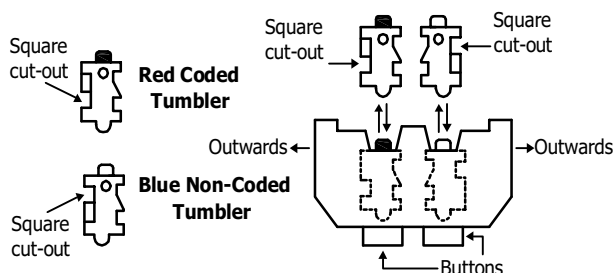 Square
cut-out
Square
cut-out
Square
cut-out
Red Coded
Tumbler
Outwards
Outwards
Blue Non-Coded
Tumbler
Square
cut-out
Buttons